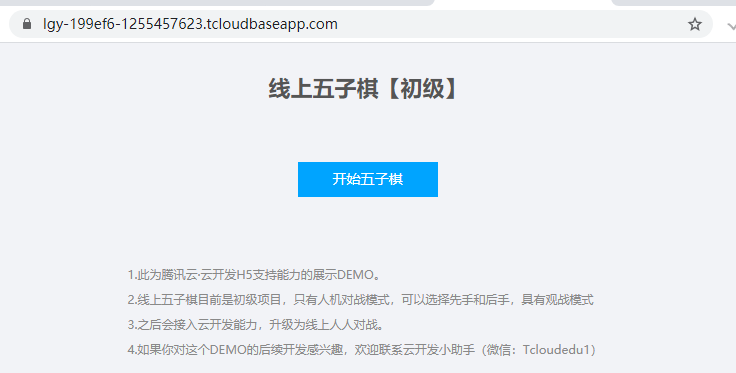 lgy-199ef6-1255457623.tcloudbaseapp.com
线上五子棋【初级】
开始五子棋
1.此为腾讯云·云开发H5支持能力的展示DEMO。
2.线上五子棋目前是初级项目，只有人机对战模式，可以选择先手和后手，具有观战模式
3.之后会接入云开发能力，升级为线上人人对战。
4.如果你对这个DEMO的后续开发感兴趣，欢迎联系云开发小助手（微信：Tcloudedu1）